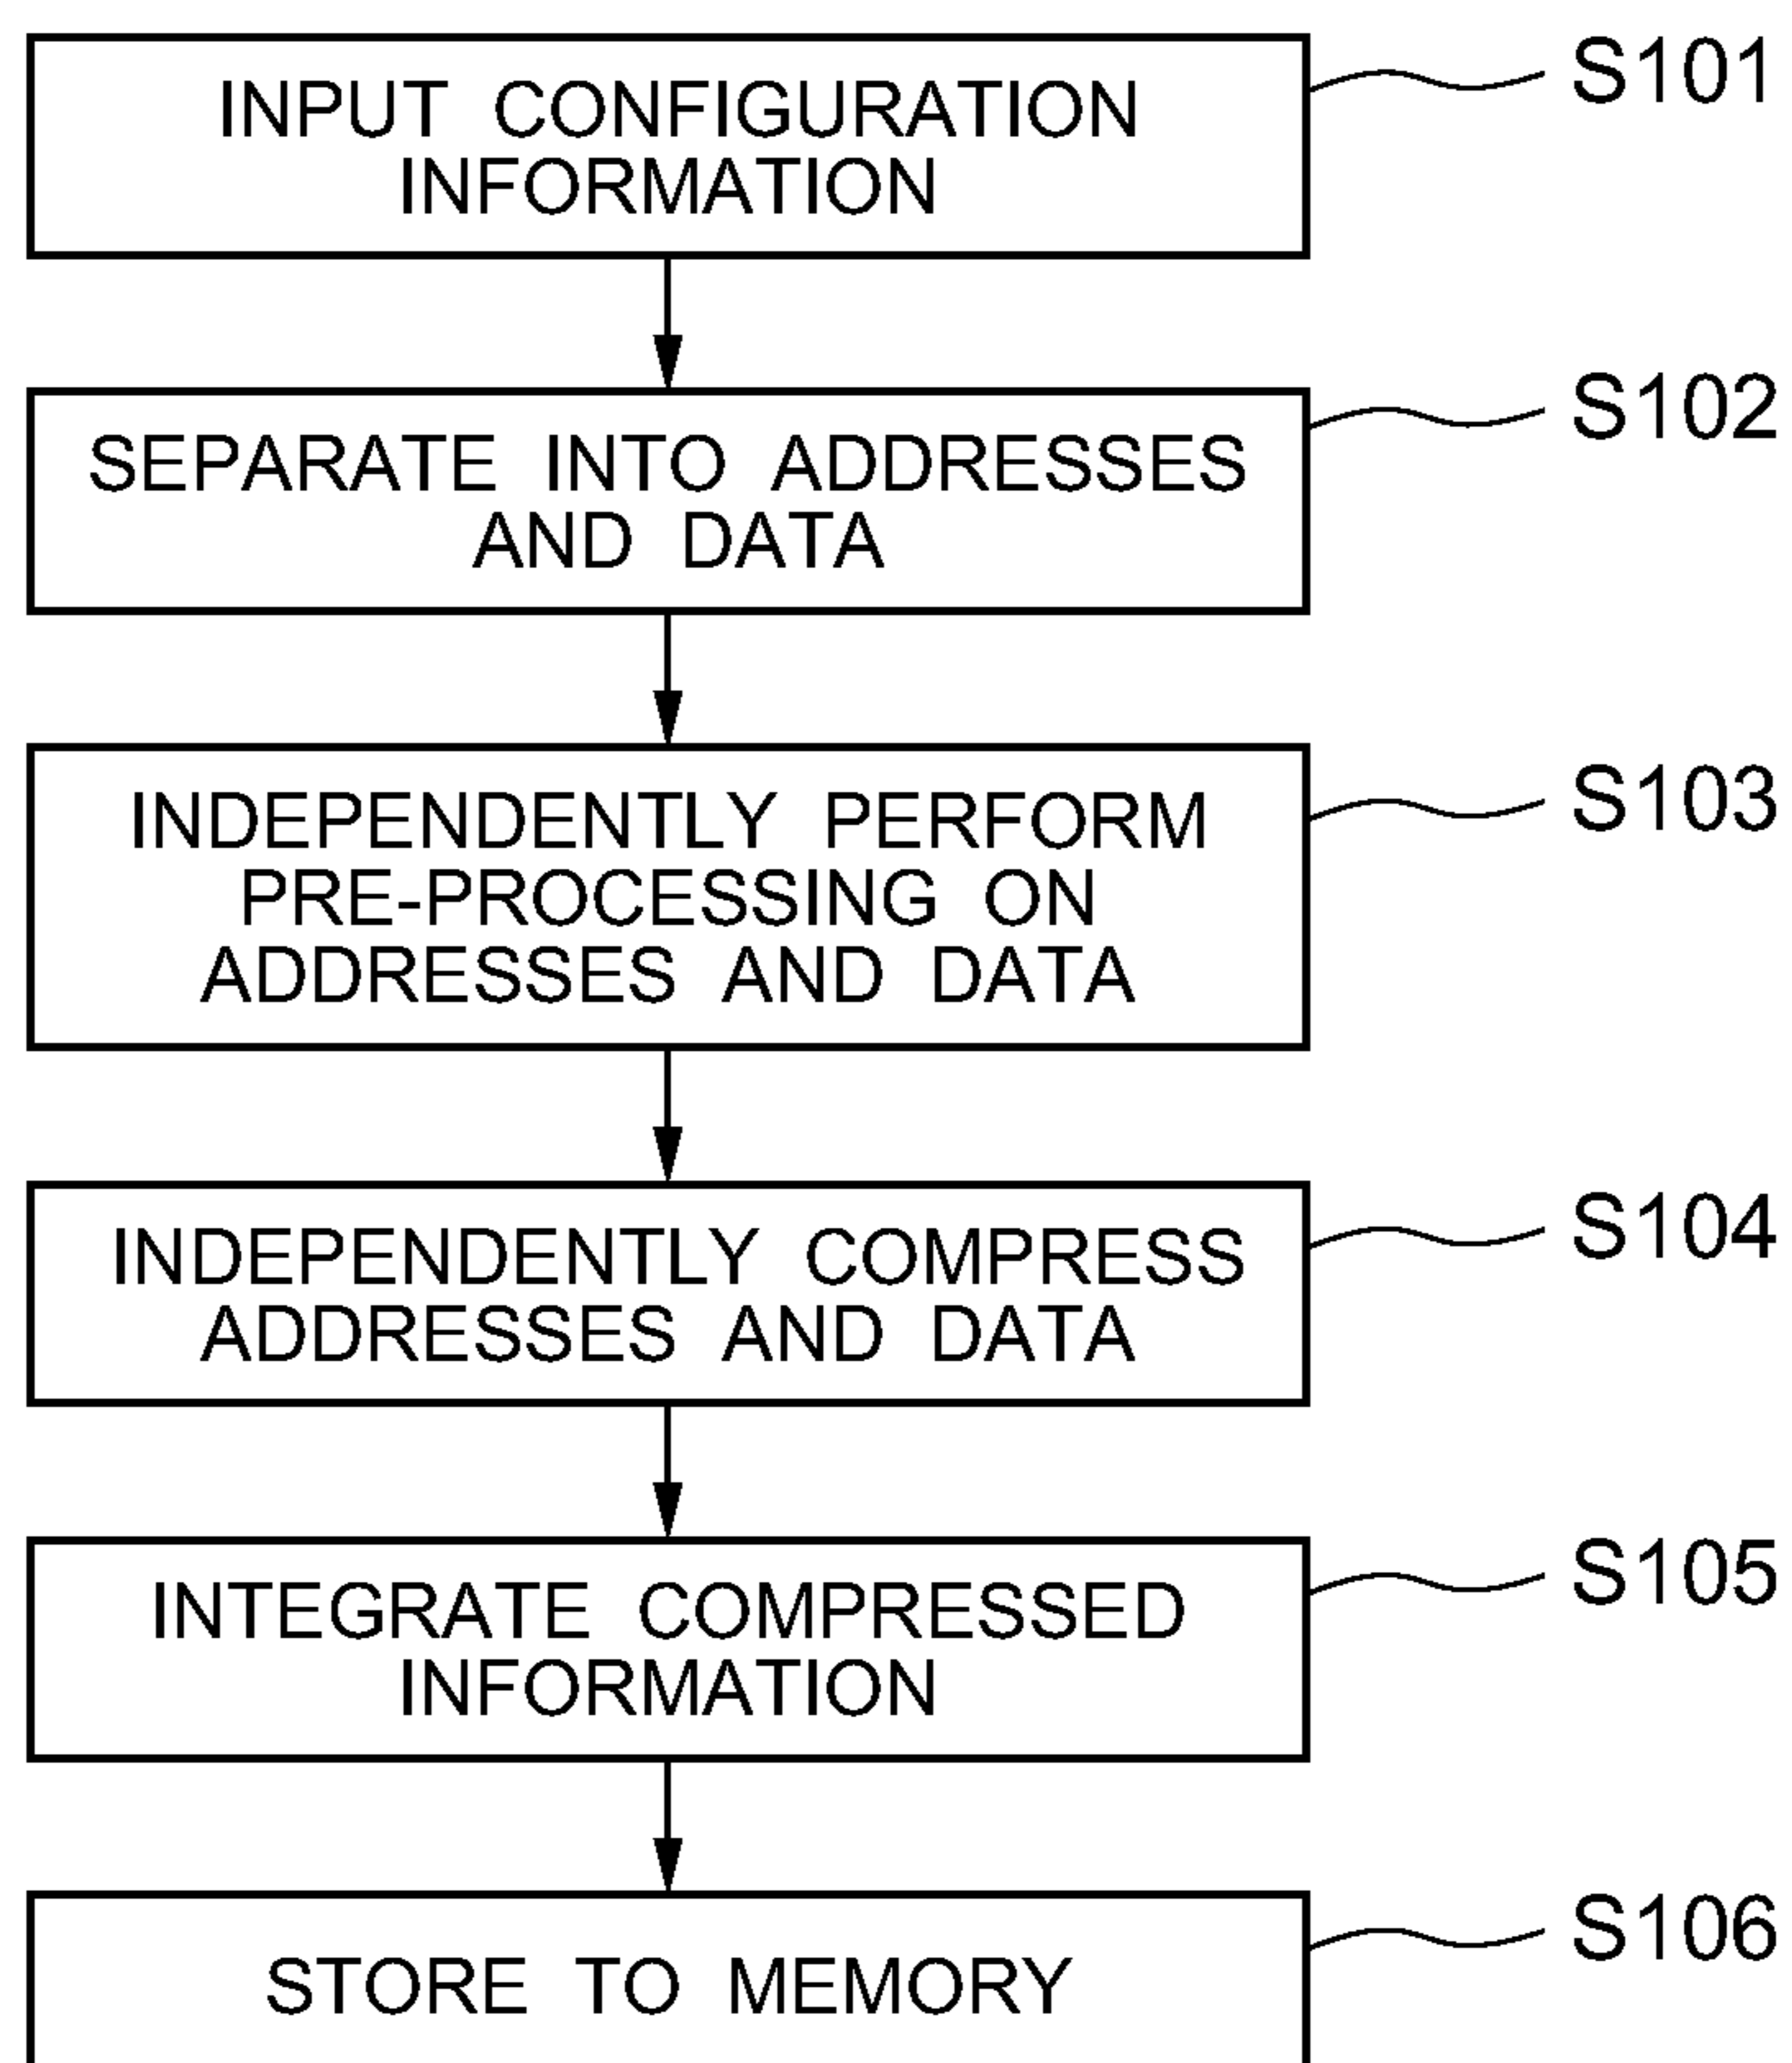 INPUT CONFIGURATION
INFORMATION
S101
SEPARATE INTO ADDRESSES
AND DATA
S102
INDEPENDENTLY PERFORM
PRE-PROCESSING ON
ADDRESSES AND DATA
S103
INDEPENDENTLY COMPRESS
ADDRESSES AND DATA
S104
INTEGRATE COMPRESSED
INFORMATION
S105
STORE TO MEMORY
S106